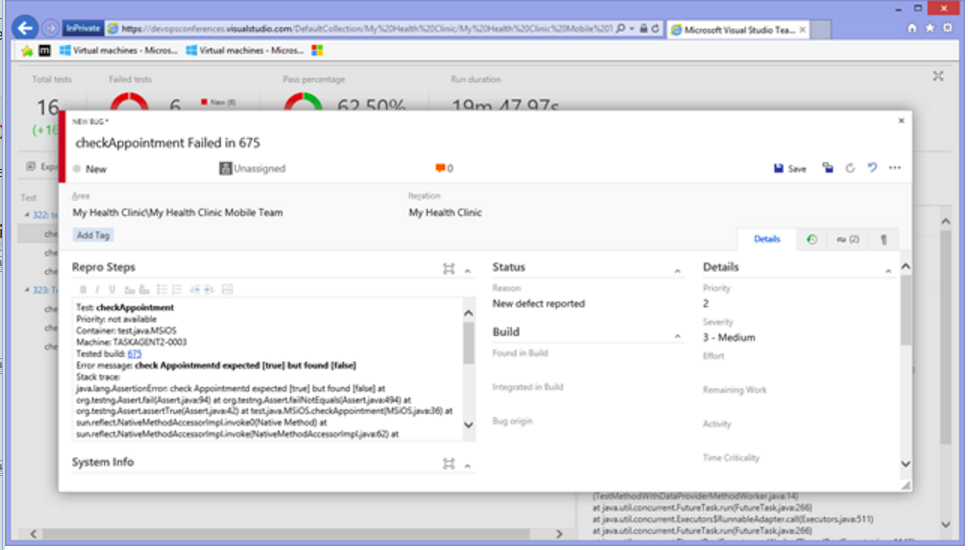 InPrivate
https://devopsconferences.visualstudio.com/DefaultCollection/My%20Health%20Clinic/My%20Health%20Clinic%20Mobile%20T
Microsoft Visual Studio Tea...
Virtual machines - Micros...
Virtual machines - Micros...
Total tests
Failed tests
Pass percentage
Run duration
16
6
New (6)
62.50%
19m 47.97s
(+16
Expa
Test
322: te
che
che
che
323: T
che
che
che
NEW BUG *
checkAppointment Failed in 675
New
Unassigned
0
Save
Area
Iteration
My Health Clinic\My Health Clinic Mobile Team
My Health Clinic
Add Tag
Details
(2)
Repro Steps
B I U
Test: checkAppointment
Priority: not available
Container: test.java.MSiOS
Machine: TASKAGENT2-0003
Tested build: 675
Error message: check Appointmentd expected [true] but found [false]
Stack trace:
java.lang.AssertionError: check Appointmentd expected [true] but found [false] at
org.testng.Assert.fail(Assert.java:94) at org.testng.Assert.failNotEquals(Assert.java:494) at
org.testng.Assert.assertTrue(Assert.java:42) at test.java.MSiOS.checkAppointment(MSiOS.java:36) at
sun.reflect.NativeMethodAccessorImpl.invoke0(Native Method) at
sun.reflect.NativeMethodAccessorImpl.invoke(NativeMethodAccessorImpl.java:62) at
System Info
Status
Reason
New defect reported
Build
Found in Build
Integrated in Build
Bug origin
Details
Priority
2
Severity
3 - Medium
Effort
Remaining Work
Activity
Time Criticality
(TestMethodWithDataProviderMethodWorker.java:14)
at java.util.concurrent.FutureTask.run(FutureTask.java:266)
at java.util.concurrent.Executors$RunnableAdapter.call(Executors.java:511)
at java.util.concurrent.FutureTask.run(FutureTask.java:266)